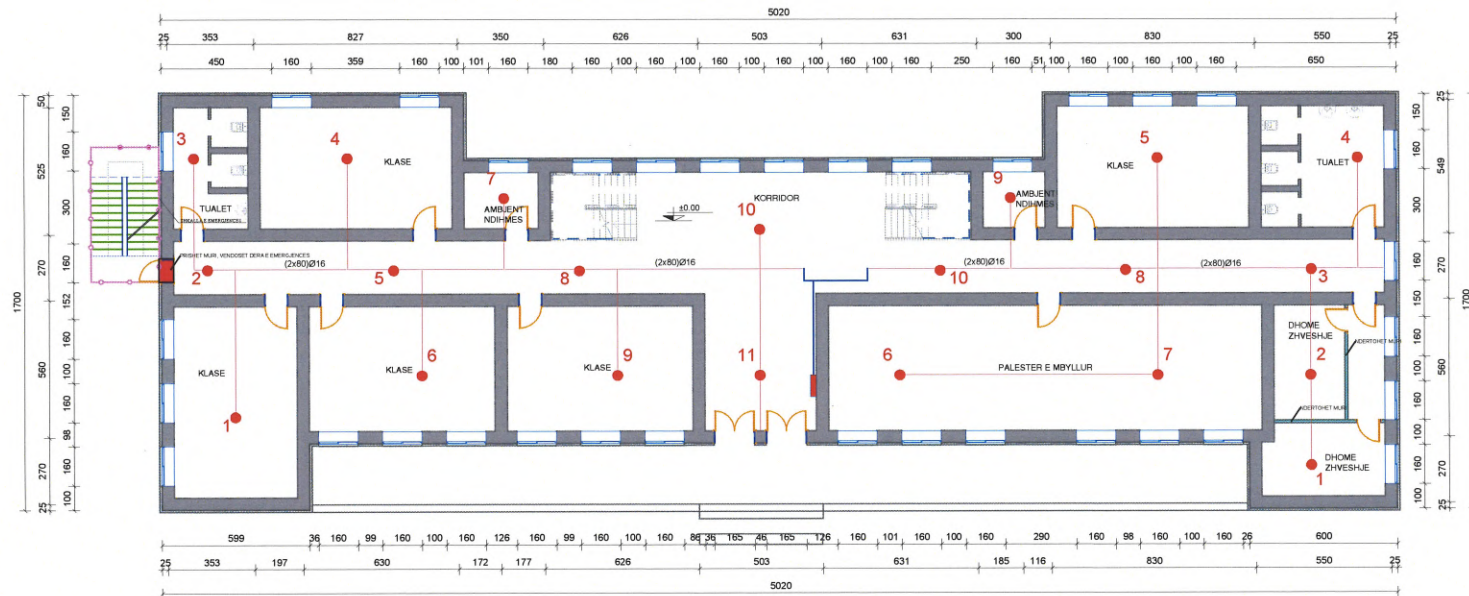 5020
25 353 827 350 626 503 631 300 830 550 25
450 160 359 160 100 101 160 180 160 100 160 100 160 100 160 100 160 100 160 250 160 51 100 160 100 160 100 160 650
50 525 270 560 270 25
1700
150 160 300 160 152 160 100 160 98 160 100
150 160 300 160 150 160 100 160 100 160 100
25 549 270 560 270 25
1700
3
4
5
4
KLASE
KLASE
TUALET
7
9
TUALET
AMBJENT
NDIHMES
KORRIDOR
AMBJENT
NDIHMES
±0.00
10
SHKALLA E EMERGJENCES
PRISHET MURI, VENDOSET DERA E EMERGJENCES
2
5
8
10
8
3
(2x80)Ø16
(2x80)Ø16
(2x80)Ø16
(2x80)Ø16
DHOME
ZHVESHJE
NDERTOHET MURI
KLASE
KLASE
6
KLASE
9
11
6
PALESTER E MBYLLUR
7
2
1
NDERTOHET MURI
DHOME
ZHVESHJE
1
599 36 160 99 160 100 160 126 160 99 160 100 160 86 36 165 46 165 126 160 101 160 100 160 290 160 98 160 100 160 26 600
25 353 197 630 172 177 626 503 631 185 116 830 550 25
5020